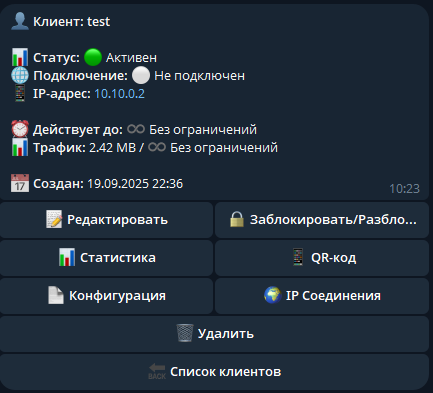 👤 Клиент: test
📊 Статус: 🟢 Активен
🌐 Подключение: ⚪ Не подключен
📱 IP-адрес: 10.10.0.2
⏰ Действует до: ♾ Без ограничений
📊 Трафик: 2.42 MB / ♾ Без ограничений
📅 Создан: 19.09.2025 22:36
10:23
📝 Редактировать
🔒 Заблокировать/Разбло...
📊 Статистика
📱 QR-код
📄 Конфигурация
🌍 IP Соединения
🗑 Удалить
🔙 Список клиентов